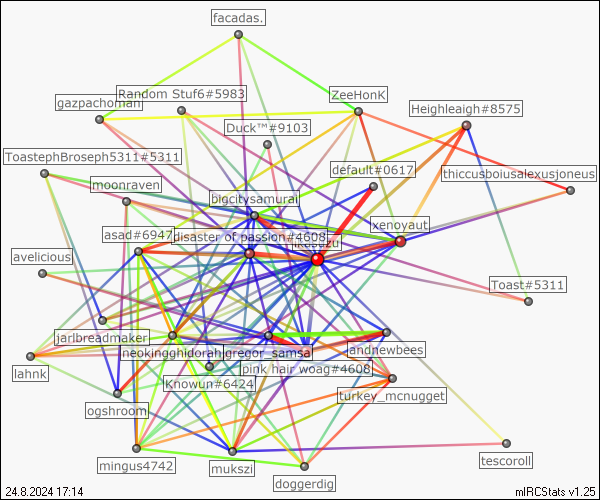 facadas.
Random Stuf6#5983
ZeeHonK
gazpachoman
Heighleigh#8575
Duck™#9103
ToastephBroseph5311#5311
default#0617
thiccusboiusalexusjoneus
moonraven
bigcitysamurai
xenoyaut
asad#6947
disaster of passion#4608
avelicious
Toast#5311
jarlbreadmaker
neokingghidorah
gregor_samsa
andnewbees
lahnk
pink hair woag#4608
Knowun#6424
turkey_mcnugget
ogshroom
mingus4742
mukszi
tescoroll
doggerdig
24.8.2024 17:14
mIRCStats v1.25